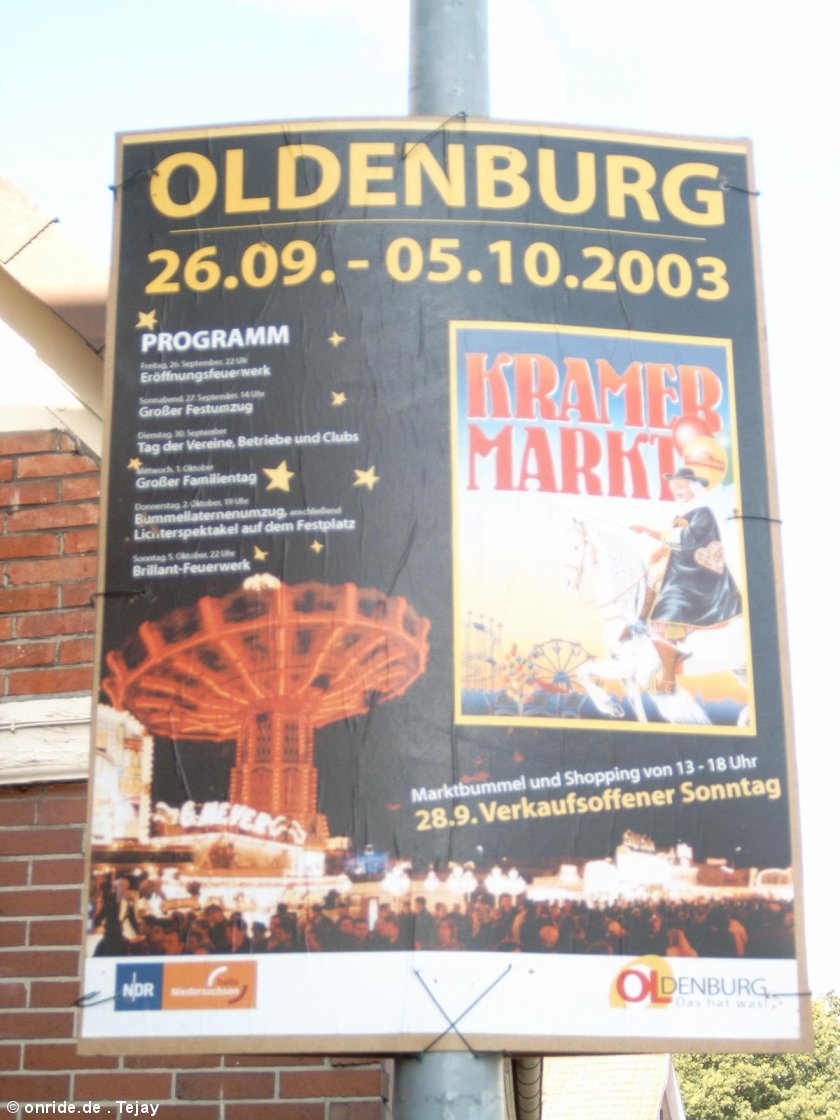 OLDENBURG
26.09. - 05.10.2003
PROGRAMM
Freitag, 26. September, 22 Uhr
Eröffnungsfeuerwerk
Sonnabend, 27. September, 14 Uhr
Großer Festumzug
Dienstag, 30. September
Tag der Vereine, Betriebe und Clubs
Mittwoch, 1. Oktober
Großer Familientag
Donnerstag, 2. Oktober, 19 Uhr
Bummellaternenumzug, anschließend
Lichterspektakel auf dem Festplatz
Sonntag, 5. Oktober, 22 Uhr
Brillant-Feuerwerk
KRAMER
MARKT
Marktbummel und Shopping von 13 - 18 Uhr
28.9. Verkaufsoffener Sonntag
G. MEYER
NDR
Hallo
Niedersachsen
OLDENBURG
Das hat was!
© onride.de . Tejay